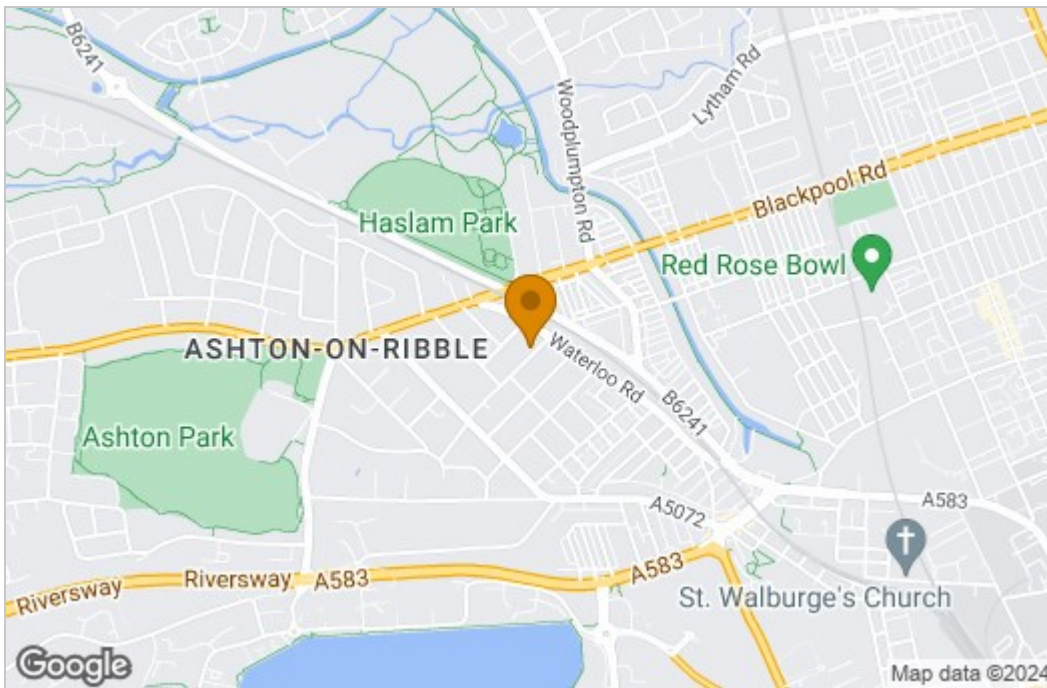 B6241
Lytham Rd
Woodplumpton Rd
Blackpool Rd
Haslam Park
Red Rose Bowl
ASHTON-ON-RIBBLE
Waterloo Rd
B6241
Ashton Park
A5072
A583
A583
Riversway
Riversway
A583
St. Walburge's Church
Google
Map data ©2024